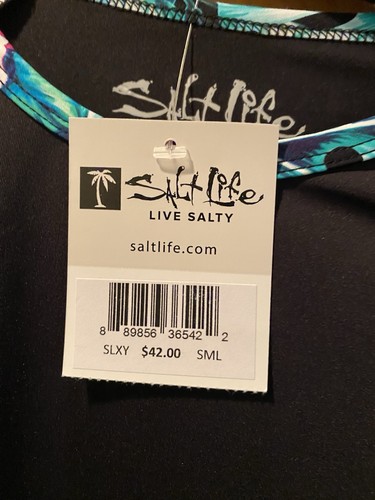 Salt Life
Salt Life
LIVE SALTY
saltlife.com
8 89856 36542 2
SLXY $42.00 SML